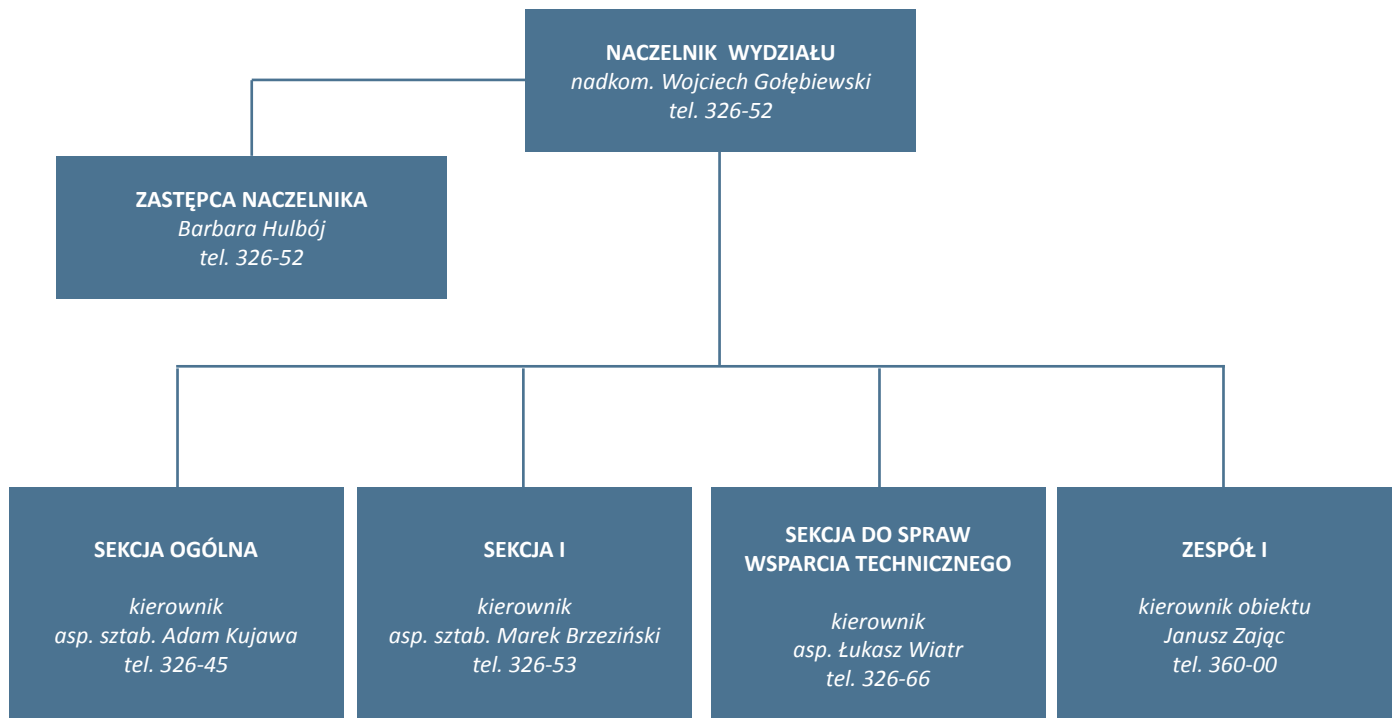 NACZELNIK WYDZIAŁU
nadkom. Wojciech Gołębiewski
tel. 326-52
ZASTĘPCA NACZELNIKA
Barbara Hulbój
tel. 326-52
SEKCJA OGÓLNA
kierownik
asp. sztab. Adam Kujawa
tel. 326-45
SEKCJA I
kierownik
asp. sztab. Marek Brzeziński
tel. 326-53
SEKCJA DO SPRAW
WSPARCIA TECHNICZNEGO
kierownik
asp. Łukasz Wiatr
tel. 326-66
ZESPÓŁ I
kierownik obiektu
Janusz Zając
tel. 360-00